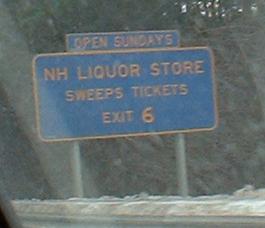 OPEN SUNDAYS
NH LIQUOR STORE
SWEEPS TICKETS
EXIT 6